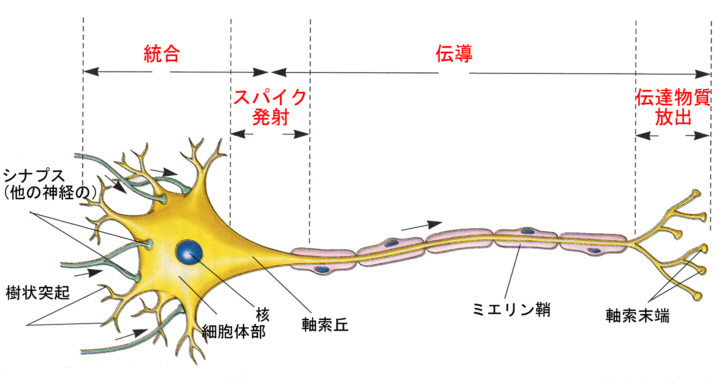 統合
伝導
スパイク
発射
伝達物質
放出
シナプス
(他の神経の)
樹状突起
核
細胞体部
軸索丘
ミエリン鞘
軸索末端